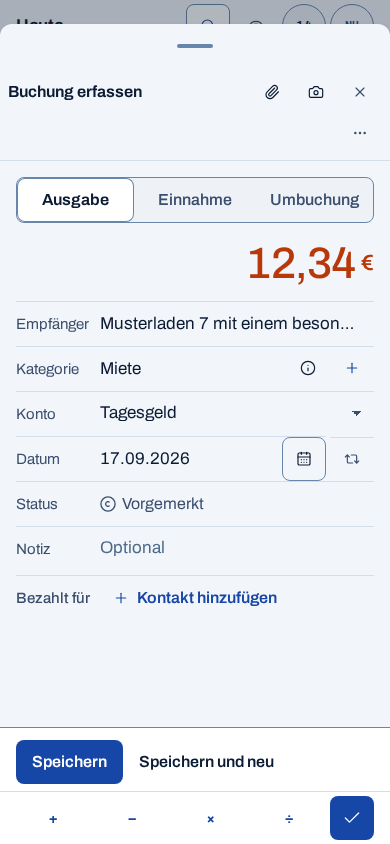 Buchung erfassen
Ausgabe Einnahme Umbuchung
12,34 €
Empfänger Musterladen 7 mit einem beson...
Kategorie Miete
Konto Tagesgeld
Datum 17.09.2026
Status Vorgemerkt
Notiz Optional
Bezahlt für + Kontakt hinzufügen
Speichern Speichern und neu
+ − × ÷